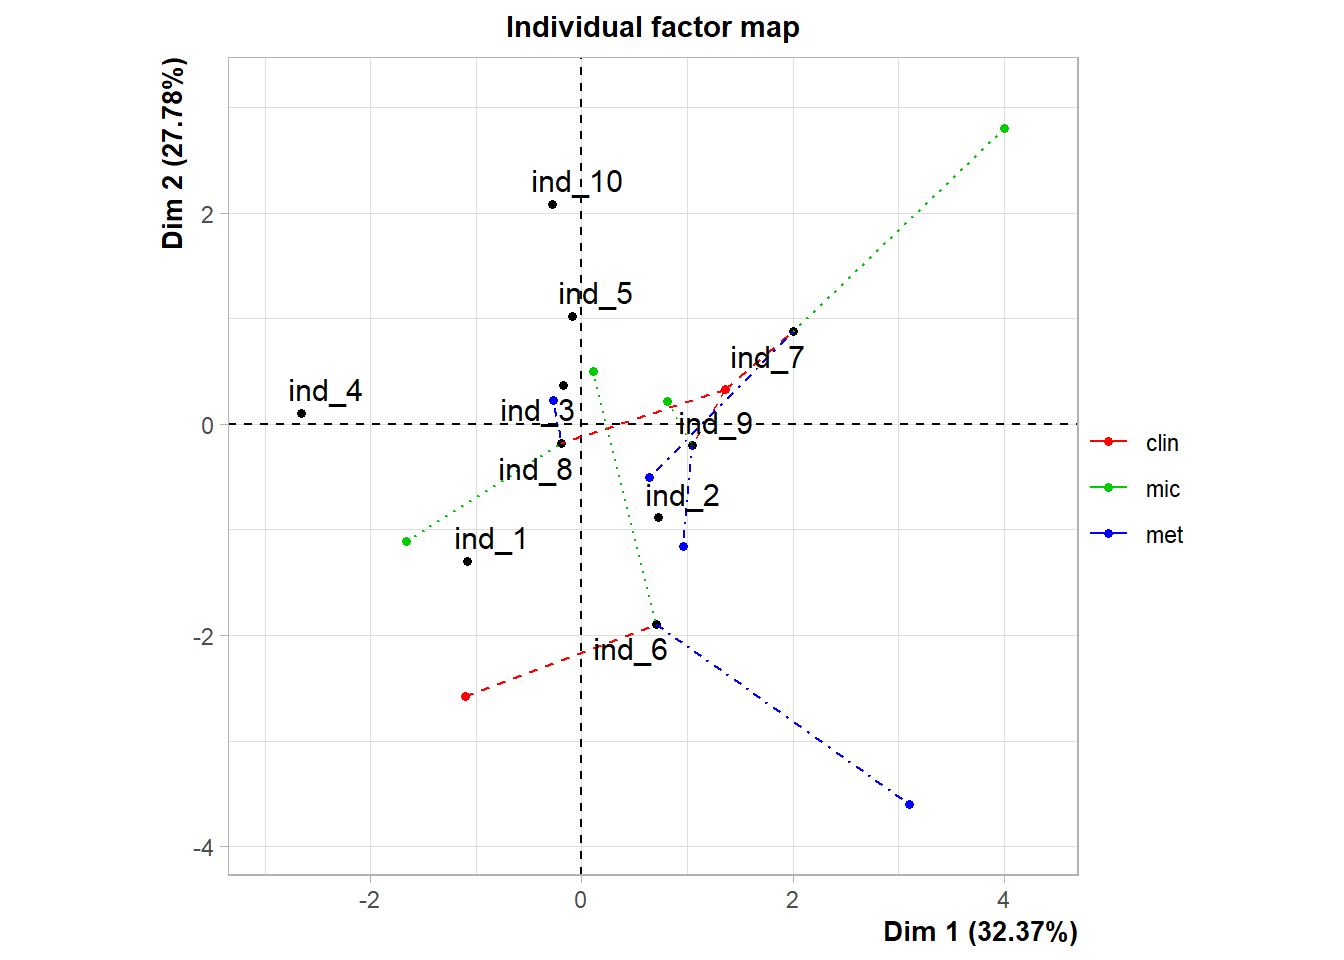 Individual factor map
Dim 2 (27.78%)
ind_10
2
ind_5
ind_7
ind_4
ind_3
ind_9
0
clin
ind_8
ind_2
mic
ind_1
met
-2
ind_6
-4
-2 0 2 4
Dim 1 (32.37%)